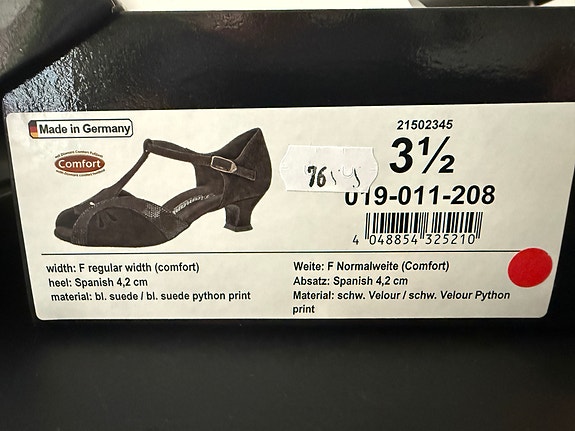 Made in Germany
Comfort
21502345
3½
76
019-011-208
4 048854 325210
width: F regular width (comfort)
heel: Spanish 4,2 cm
material: bl. suede / bl. suede python print
Weite: F Normalweite (Comfort)
Absatz: Spanish 4,2 cm
Material: schw. Velour / schw. Velour Python
print